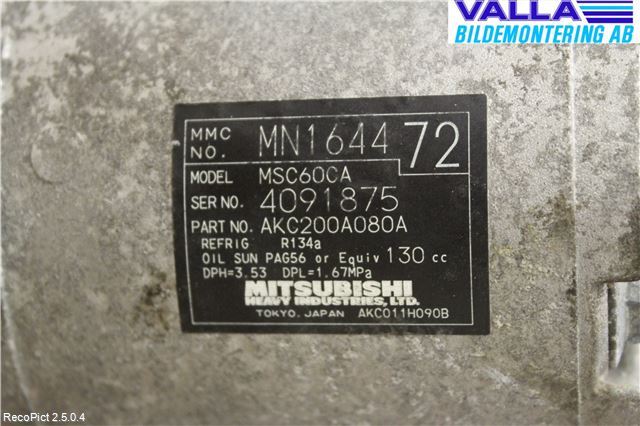 VALLA
BILDEMONTERING AB
MMC NO. MN1644 72
MODEL MSC60CA
SER NO. 4091875
PART NO. AKC200A080A
REFRIG R134a
OIL SUN PAG56 or Equiv 130 cc
DPH=3.53 DPL=1.67MPa
MITSUBISHI
HEAVY INDUSTRIES, LTD.
TOKYO. JAPAN AKC011H090B
RecoPict 2.5.0.4